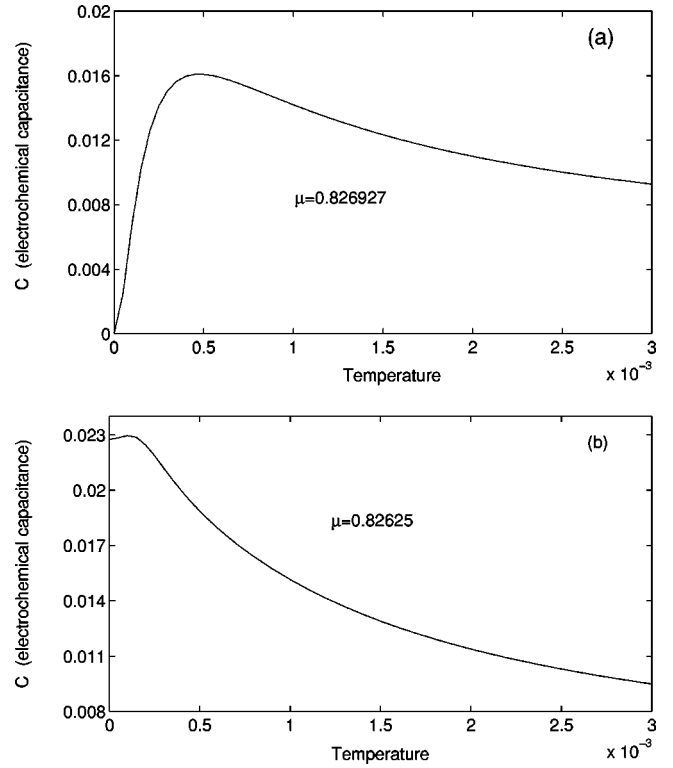 0.02
(a)
0.016
0.012
0.008
0.004
0
C (electrochemical capacitance)
μ=0.826927
0 0.5 1 1.5 2 2.5 3
Temperature
x 10⁻³
0.023
(b)
0.02
0.017
0.014
0.011
0.008
C (electrochemical capacitance)
μ=0.82625
0 0.5 1 1.5 2 2.5 3
Temperature
x 10⁻³